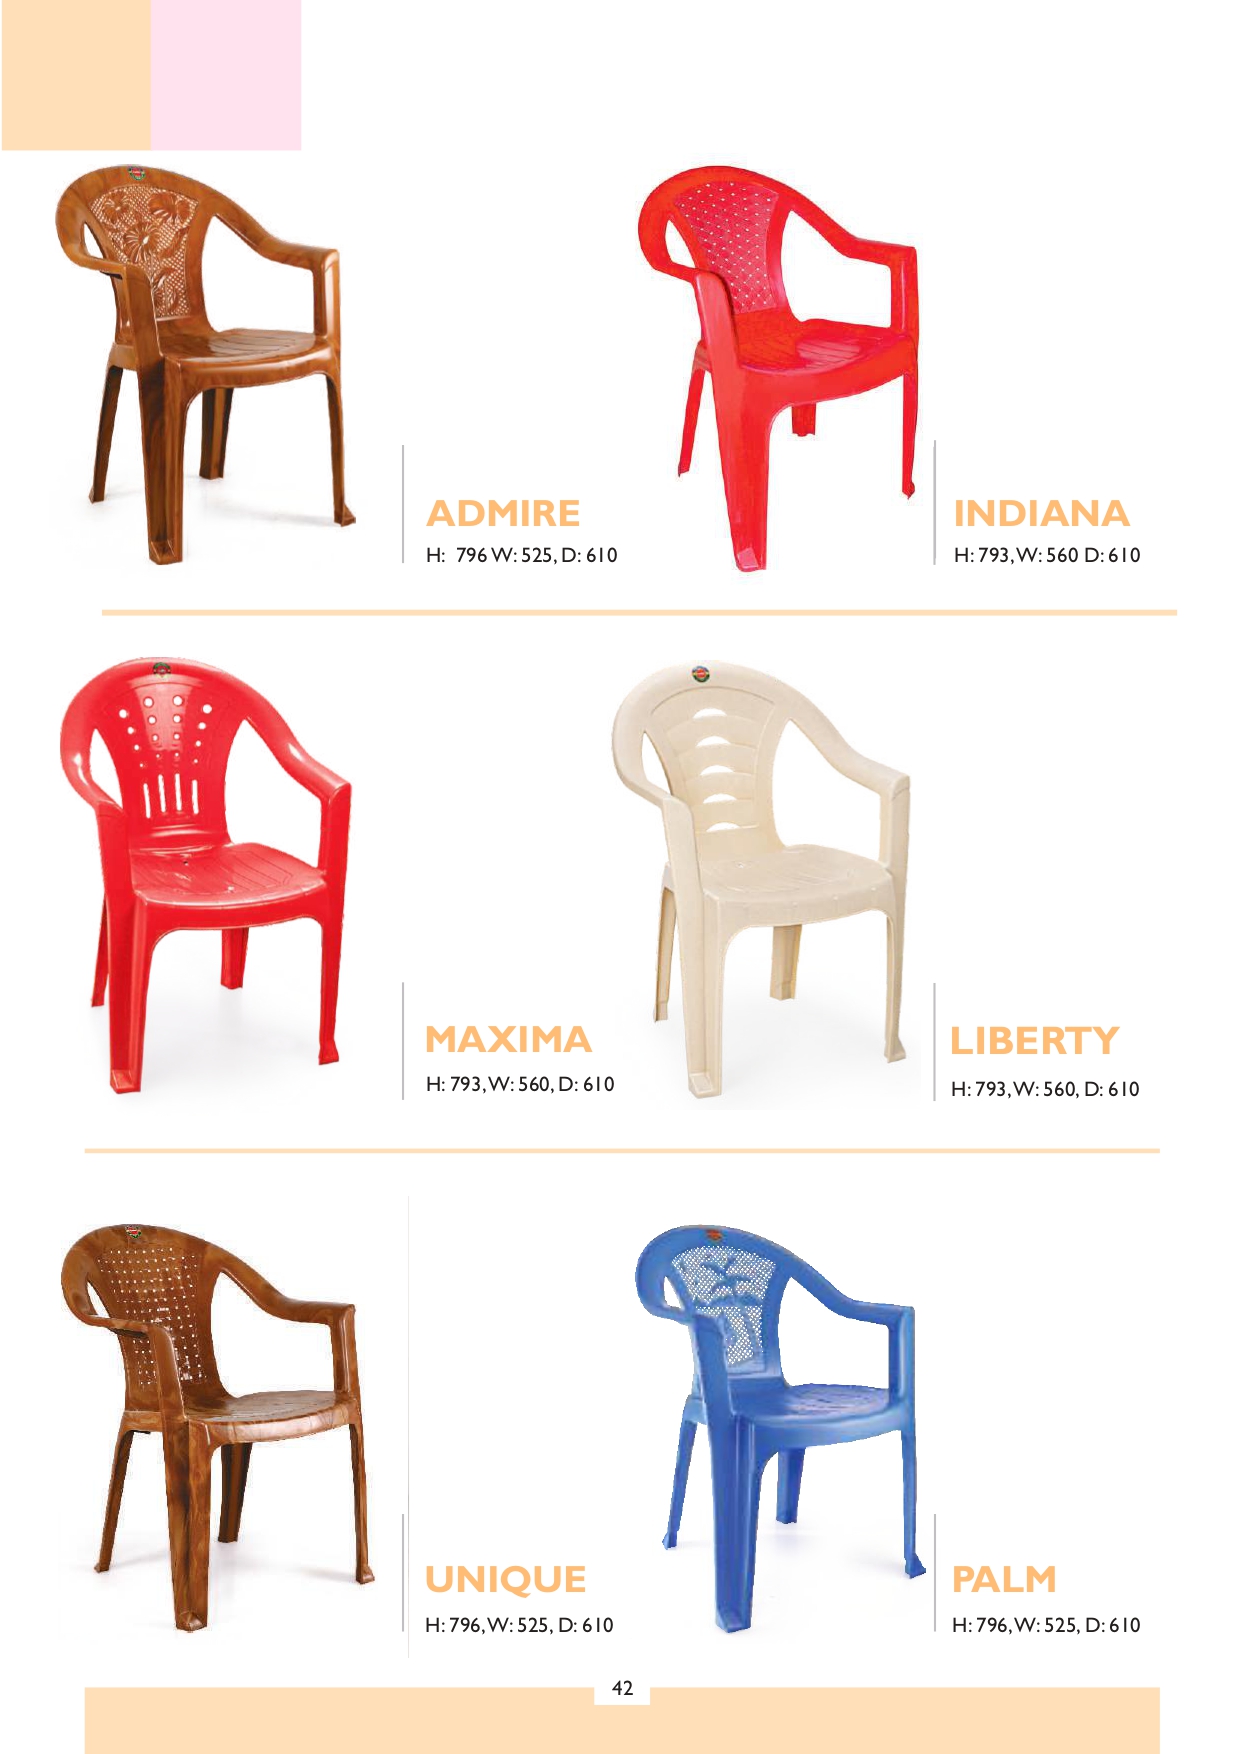 ADMIRE
H: 796 W: 525, D: 610
INDIANA
H: 793, W: 560 D: 610
MAXIMA
H: 793, W: 560, D: 610
LIBERTY
H: 793, W: 560, D: 610
UNIQUE
H: 796, W: 525, D: 610
PALM
H: 796, W: 525, D: 610
42